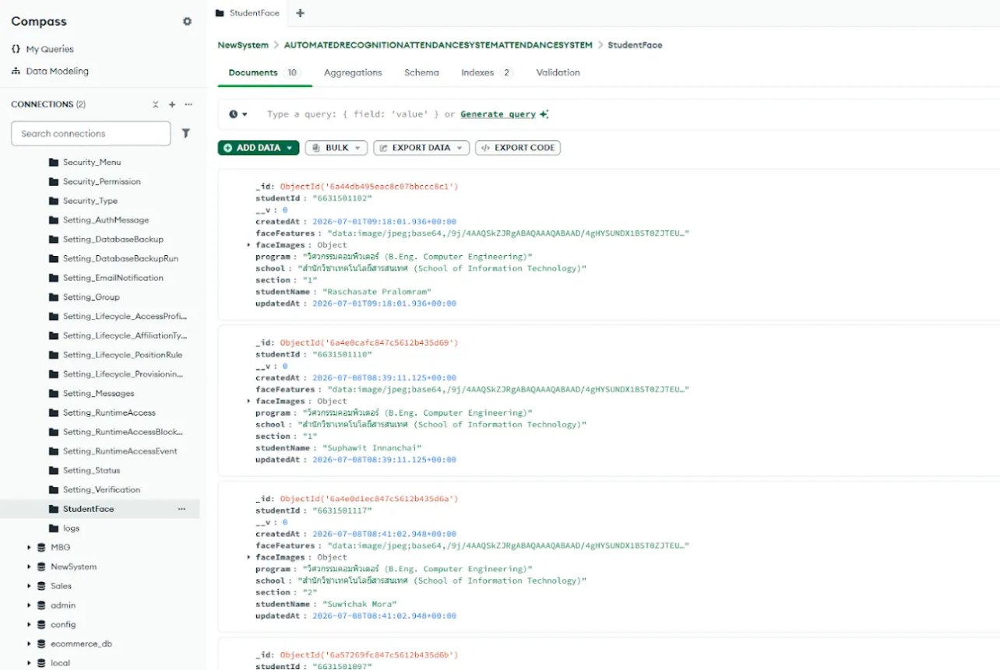 Compass
My Queries
Data Modeling
CONNECTIONS (2)
Search connections
Security_Menu
Security_Permission
Security_Type
Setting_AuthMessage
Setting_DatabaseBackup
Setting_DatabaseBackupRun
Setting_EmailNotification
Setting_Group
Setting_Lifecycle_AccessProfi...
Setting_Lifecycle_AffiliationTy...
Setting_Lifecycle_PositionRule
Setting_Lifecycle_Provisionin...
Setting_Messages
Setting_RuntimeAccess
Setting_RuntimeAccessBlock...
Setting_RuntimeAccessEvent
Setting_Status
Setting_Verification
StudentFace
logs
MBG
NewSystem
Sales
admin
config
ecommerce_db
local
StudentFace
NewSystem > AUTOMATEDRECOGNITIONATTENDANCESYSTEMATTENDANCESYSTEM > StudentFace
Documents 10 Aggregations Schema Indexes 2 Validation
Type a query: { field: 'value' } or Generate query
ADD DATA BULK EXPORT DATA EXPORT CODE
_id: ObjectId('6a44db495eac8c07bbccc8c1')
studentId : "6631501102"
__v : 0
createdAt : 2026-07-01T09:18:01.936+00:00
faceFeatures : "data:image/jpeg;base64,/9j/4AAQSkZJRgABAQAAAQABAAD/4gHYSUNDX1BST0ZJTEU…"
faceImages : Object
program : "วิศวกรรมคอมพิวเตอร์ (B.Eng. Computer Engineering)"
school : "สำนักวิชาเทคโนโลยีสารสนเทศ (School of Information Technology)"
section : "1"
studentName : "Raschasate Pralomram"
updatedAt : 2026-07-01T09:18:01.936+00:00
_id: ObjectId('6a4e0cafc847c5612b435d69')
studentId : "6631501110"
__v : 0
createdAt : 2026-07-08T08:39:11.125+00:00
faceFeatures : "data:image/jpeg;base64,/9j/4AAQSkZJRgABAQAAAQABAAD/4gHYSUNDX1BST0ZJTEU…"
faceImages : Object
program : "วิศวกรรมคอมพิวเตอร์ (B.Eng. Computer Engineering)"
school : "สำนักวิชาเทคโนโลยีสารสนเทศ (School of Information Technology)"
section : "1"
studentName : "Suphawit Innanchai"
updatedAt : 2026-07-08T08:39:11.125+00:00
_id: ObjectId('6a4e0d1ec847c5612b435d6a')
studentId : "6631501117"
__v : 0
createdAt : 2026-07-08T08:41:02.948+00:00
faceFeatures : "data:image/jpeg;base64,/9j/4AAQSkZJRgABAQAAAQABAAD/4gHYSUNDX1BST0ZJTEU…"
faceImages : Object
program : "วิศวกรรมคอมพิวเตอร์ (B.Eng. Computer Engineering)"
school : "สำนักวิชาเทคโนโลยีสารสนเทศ (School of Information Technology)"
section : "2"
studentName : "Suwichak Mora"
updatedAt : 2026-07-08T08:41:02.948+00:00
_id: ObjectId('6a57269fc847c5612b435d6b')
studentId : "6631501097"